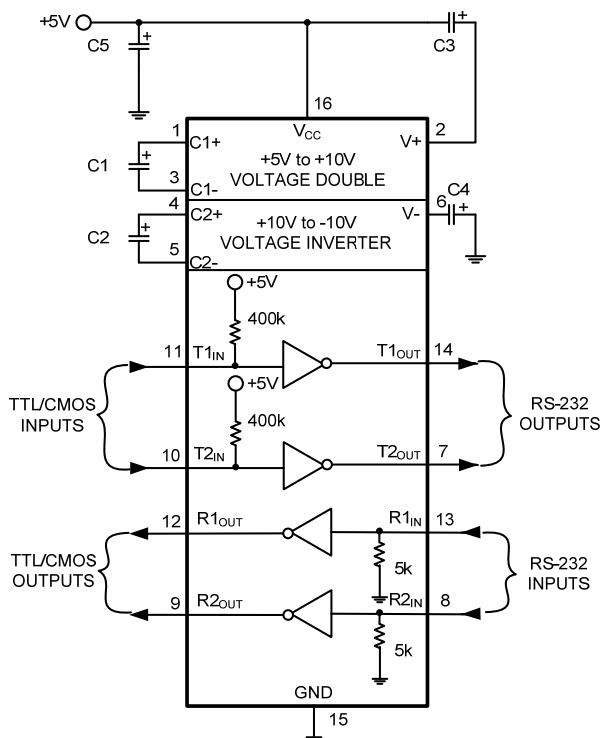 +5V
C5
+
C3
+
16
1
VCC
2
C1+
V+
+5V to +10V
VOLTAGE DOUBLE
C1
+
3
C1-
C4
4
C2+
V-
6
+
+10V to -10V
VOLTAGE INVERTER
C2
+
5
C2-
+5V
400k
11
T1IN
T1OUT
14
+5V
400k
TTL/CMOS
INPUTS
RS-232
OUTPUTS
10
T2IN
T2OUT
7
12
R1OUT
R1IN
13
5k
TTL/CMOS
OUTPUTS
RS-232
INPUTS
9
R2OUT
R2IN
8
5k
GND
15